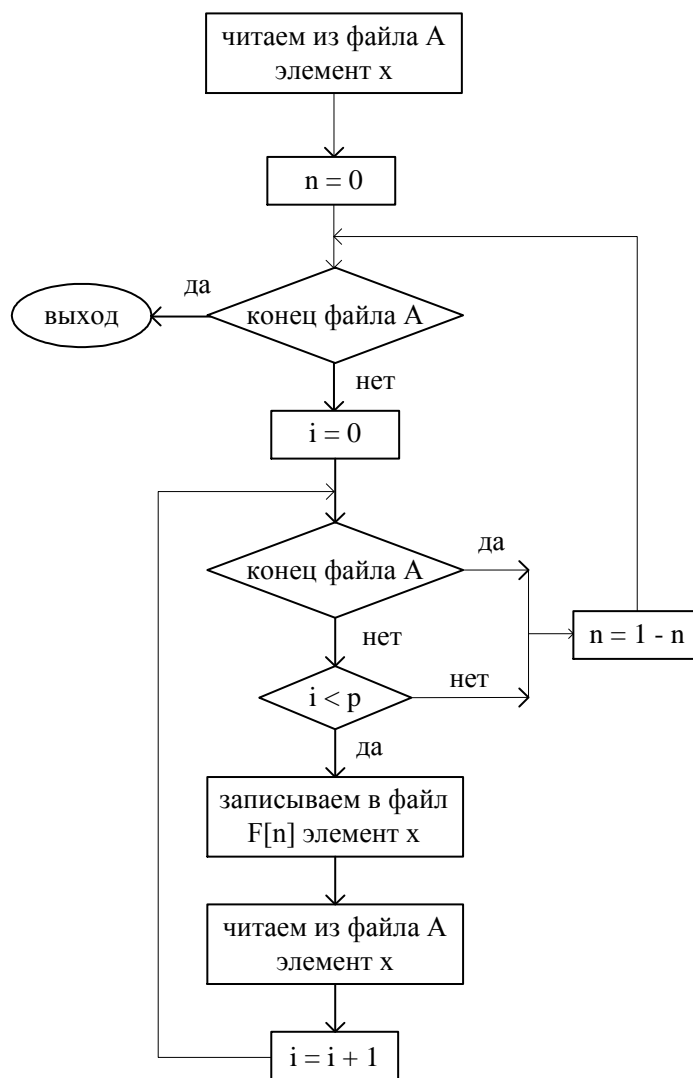 читаем из файла A
элемент x
n = 0
да
выход
конец файла A
нет
i = 0
да
конец файла A
нет
n = 1 - n
нет
i < p
да
записываем в файл
F[n] элемент x
читаем из файла A
элемент x
i = i + 1